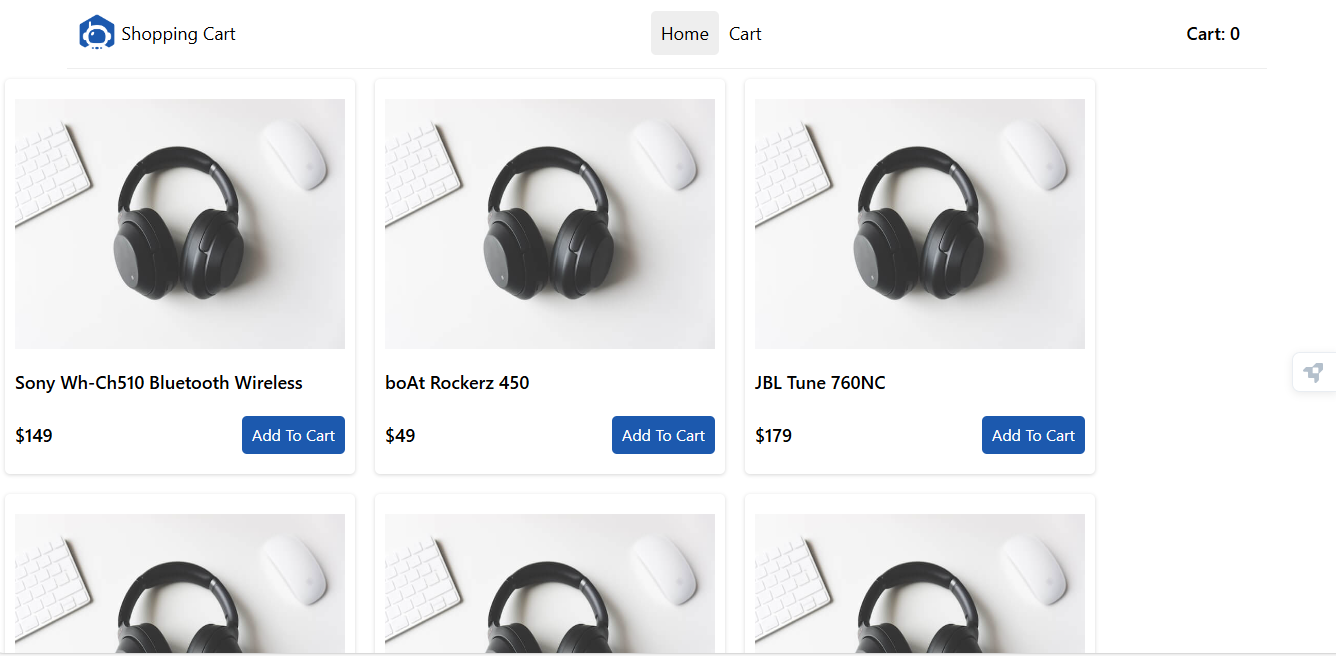 Shopping Cart
Home
Cart
Cart: 0
Sony Wh-Ch510 Bluetooth Wireless
boAt Rockerz 450
JBL Tune 760NC
$149
Add To Cart
$49
Add To Cart
$179
Add To Cart